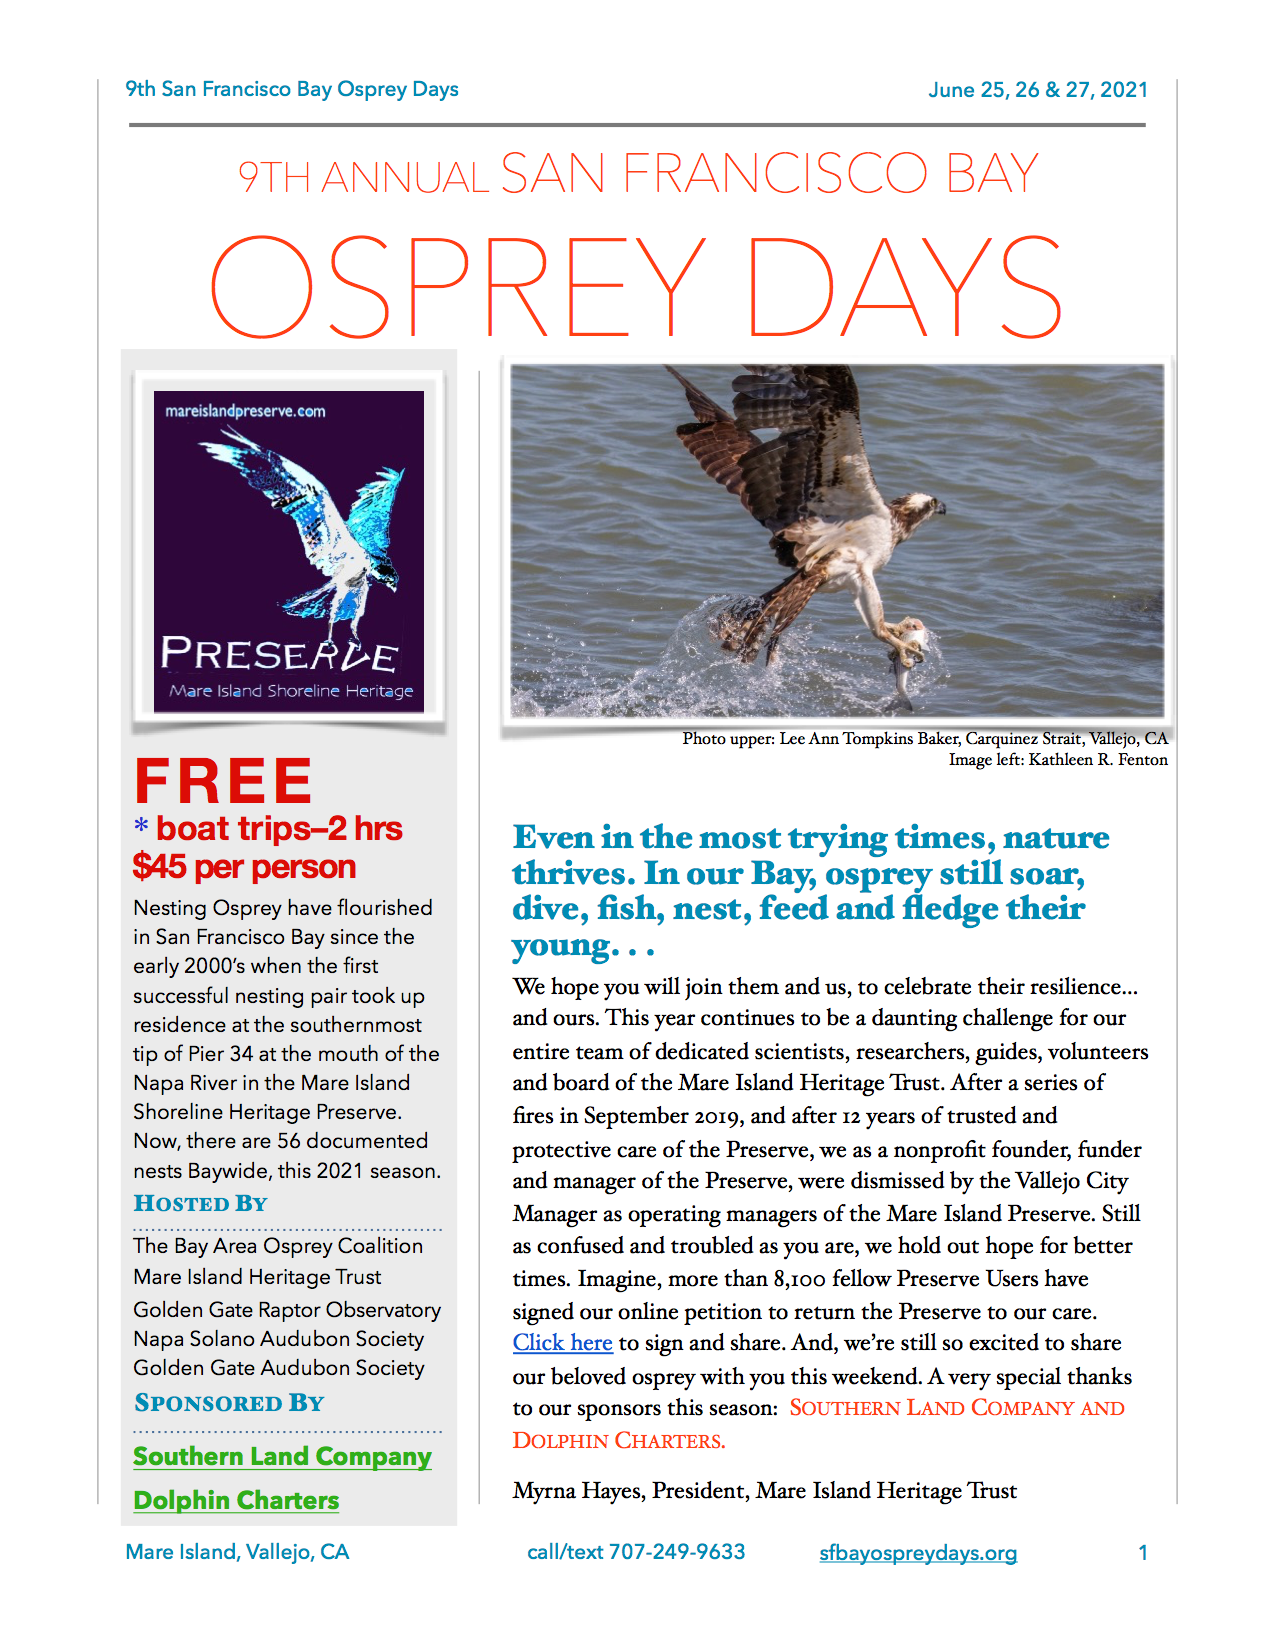 9th San Francisco Bay Osprey Days
June 25, 26 & 27, 2021
9TH ANNUAL SAN FRANCISCO BAY
OSPREY DAYS
mareislandpreserve.com
PRESERVE
Mare Island Shoreline Heritage
FREE
* boat trips–2 hrs
$45 per person
Nesting Osprey have flourished
in San Francisco Bay since the
early 2000’s when the first
successful nesting pair took up
residence at the southernmost
tip of Pier 34 at the mouth of the
Napa River in the Mare Island
Shoreline Heritage Preserve.
Now, there are 56 documented
nests Baywide, this 2021 season.
HOSTED BY
The Bay Area Osprey Coalition
Mare Island Heritage Trust
Golden Gate Raptor Observatory
Napa Solano Audubon Society
Golden Gate Audubon Society
SPONSORED BY
Southern Land Company
Dolphin Charters
Photo upper: Lee Ann Tompkins Baker, Carquinez Strait, Vallejo, CA
Image left: Kathleen R. Fenton
Even in the most trying times, nature
thrives. In our Bay, osprey still soar,
dive, fish, nest, feed and fledge their
young. . .
We hope you will join them and us, to celebrate their resilience...
and ours. This year continues to be a daunting challenge for our
entire team of dedicated scientists, researchers, guides, volunteers
and board of the Mare Island Heritage Trust. After a series of
fires in September 2019, and after 12 years of trusted and
protective care of the Preserve, we as a nonprofit founder, funder
and manager of the Preserve, were dismissed by the Vallejo City
Manager as operating managers of the Mare Island Preserve. Still
as confused and troubled as you are, we hold out hope for better
times. Imagine, more than 8,100 fellow Preserve Users have
signed our online petition to return the Preserve to our care.
Click here to sign and share. And, we’re still so excited to share
our beloved osprey with you this weekend. A very special thanks
to our sponsors this season: SOUTHERN LAND COMPANY AND
DOLPHIN CHARTERS.
Myrna Hayes, President, Mare Island Heritage Trust
Mare Island, Vallejo, CA
call/text 707-249-9633
sfbayospreydays.org
1